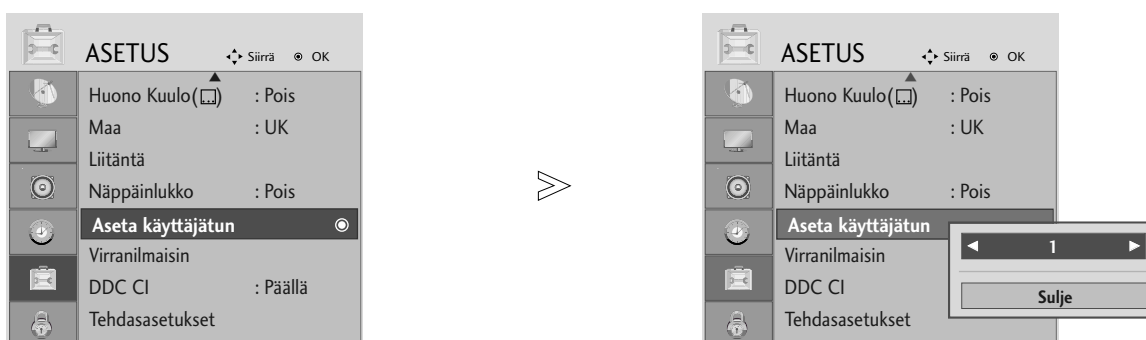 ASETUS Siirrä OK
Huono Kuulo( ) : Pois
Maa : UK
Liitäntä
Näppäinlukko : Pois
Aseta käyttäjätun
Virranilmaisin
DDC CI : Päällä
Tehdasasetukset
ASETUS Siirrä OK
Huono Kuulo( ) : Pois
Maa : UK
Liitäntä
Näppäinlukko : Pois
Aseta käyttäjätun
Virranilmaisin
DDC CI
Tehdasasetukset
◄ 1 ►
Sulje